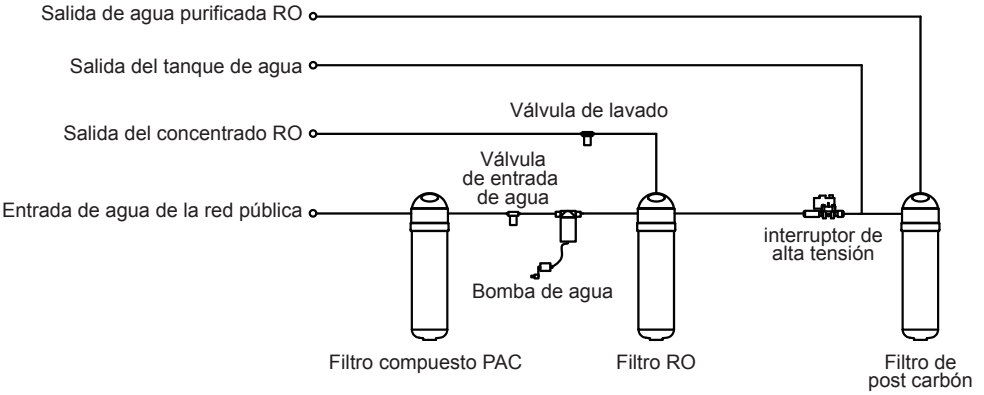 Salida de agua purificada RO
Salida del tanque de agua
Válvula de lavado
Salida del concentrado RO
Válvula
de entrada
de agua
Entrada de agua de la red pública
interruptor de
alta tensión
Bomba de agua
Filtro compuesto PAC
Filtro RO
Filtro de
post carbón